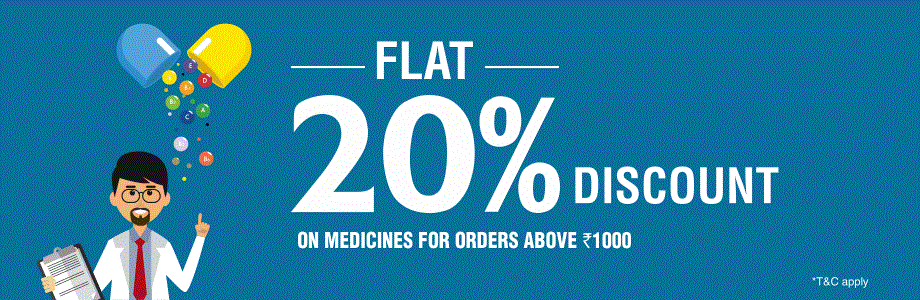 FLAT
20% DISCOUNT
ON MEDICINES FOR ORDERS ABOVE ₹1000
*T&C apply